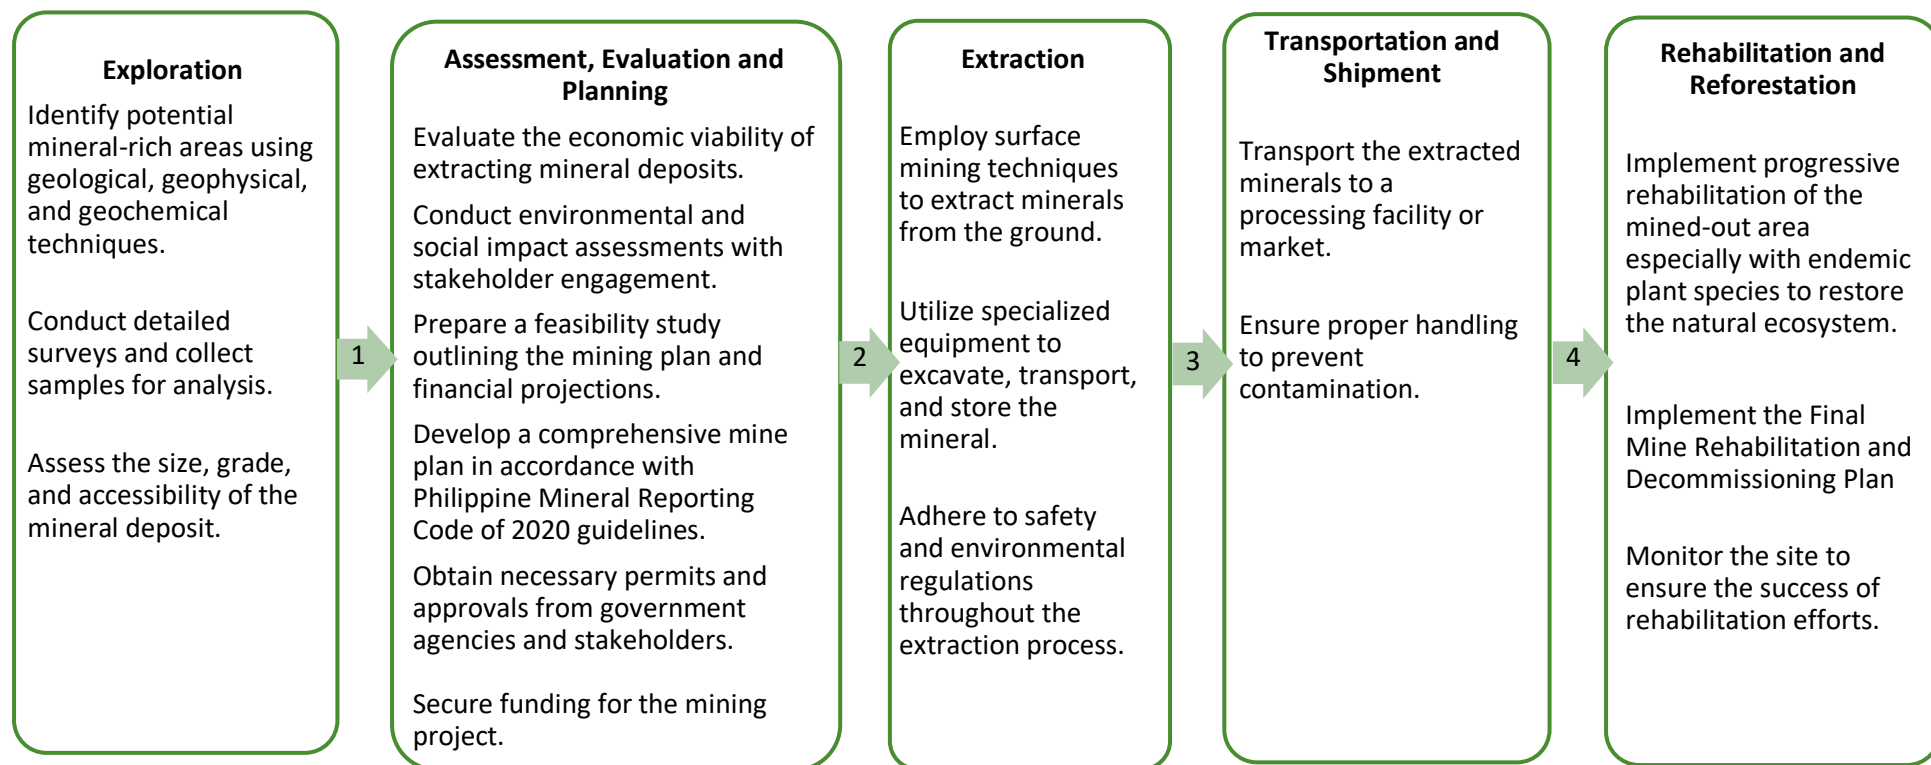 Exploration
Identify potential
mineral-rich areas using
geological, geophysical,
and geochemical
techniques.
Conduct detailed
surveys and collect
samples for analysis.
Assess the size, grade,
and accessibility of the
mineral deposit.
1
Assessment, Evaluation and
Planning
Evaluate the economic viability of
extracting mineral deposits.
Conduct environmental and
social impact assessments with
stakeholder engagement.
Prepare a feasibility study
outlining the mining plan and
financial projections.
Develop a comprehensive mine
plan in accordance with
Philippine Mineral Reporting
Code of 2020 guidelines.
Obtain necessary permits and
approvals from government
agencies and stakeholders.
Secure funding for the mining
project.
2
Extraction
Employ surface
mining techniques
to extract minerals
from the ground.
Utilize specialized
equipment to
excavate, transport,
and store the
mineral.
Adhere to safety
and environmental
regulations
throughout the
extraction process.
3
Transportation and
Shipment
Transport the extracted
minerals to a
processing facility or
market.
Ensure proper handling
to prevent
contamination.
4
Rehabilitation and
Reforestation
Implement progressive
rehabilitation of the
mined-out area
especially with endemic
plant species to restore
the natural ecosystem.
Implement the Final
Mine Rehabilitation and
Decommissioning Plan
Monitor the site to
ensure the success of
rehabilitation efforts.